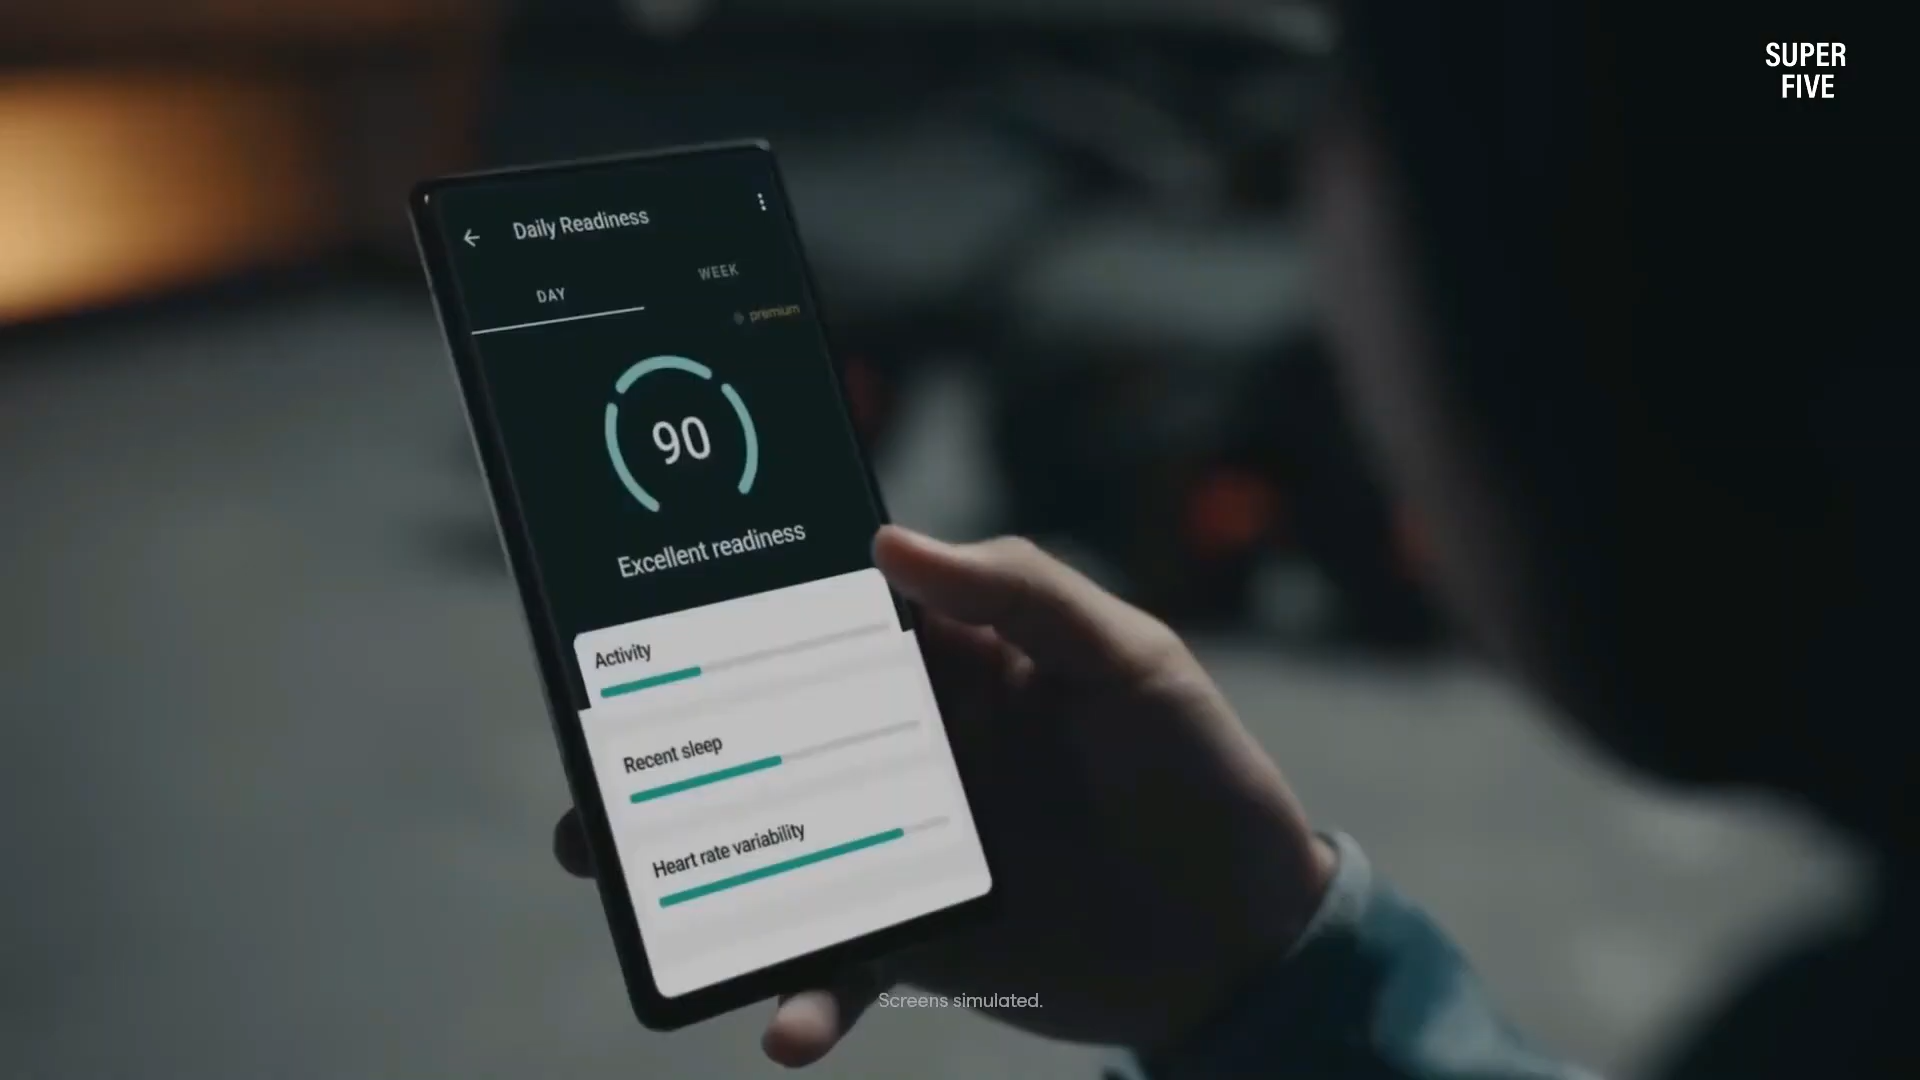 SUPER
FIVE
Daily Readiness
DAY
WEEK
premium
90
Excellent readiness
Activity
Recent sleep
Heart rate variability
Screens simulated.